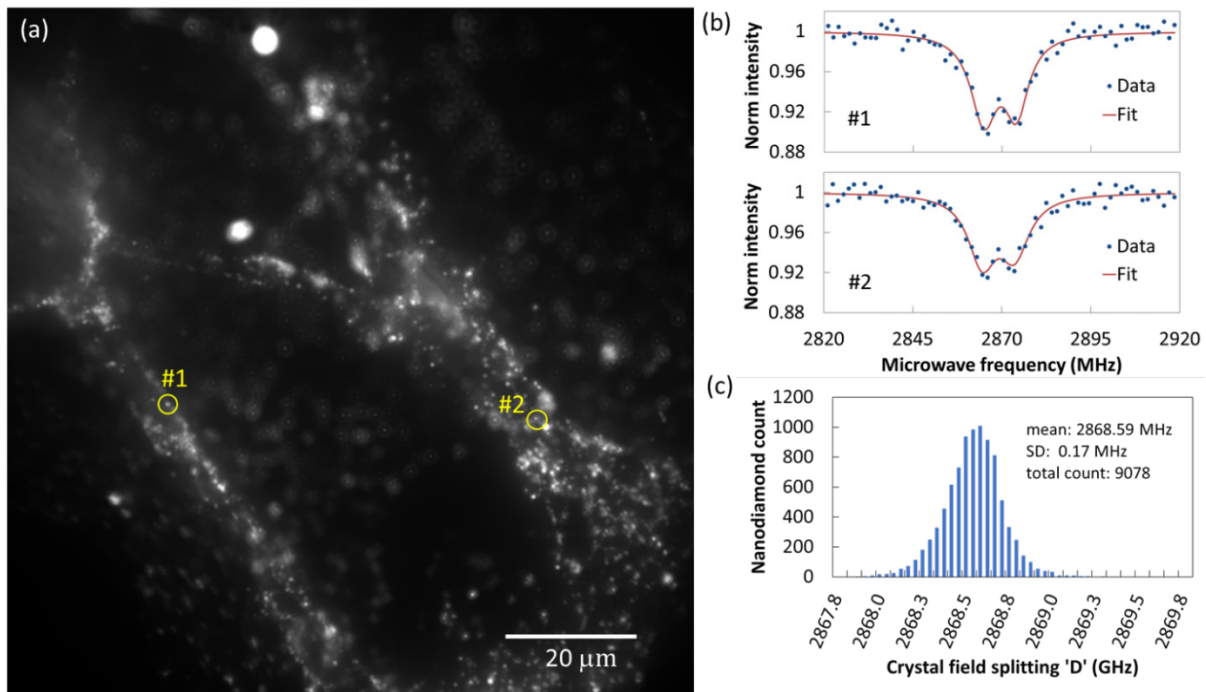 (a)
#1
#2
20 μm
(b)
Norm intensity
1
0.96
0.92
0.88
#1
Data
Fit
Norm intensity
1
0.96
0.92
0.88
#2
Data
Fit
2820 2845 2870 2895 2920
Microwave frequency (MHz)
(c)
Nanodiamond count
1200
1000
800
600
400
200
0
mean: 2868.59 MHz
SD: 0.17 MHz
total count: 9078
2867.8 2868.0 2868.3 2868.5 2868.8 2869.0 2869.3 2869.5 2869.8
Crystal field splitting 'D' (GHz)